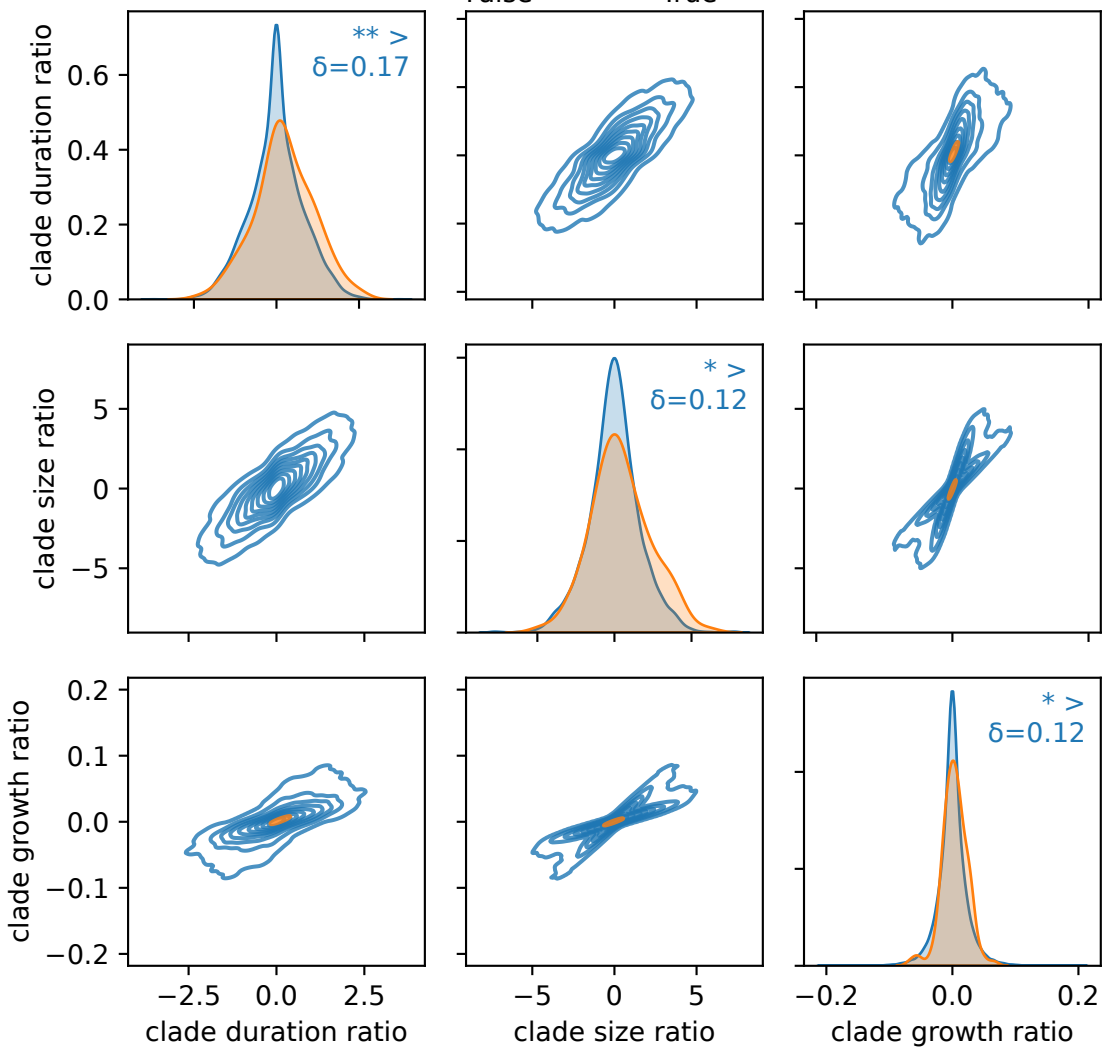 clade duration ratio
0.6
0.4
0.2
0.0
** >
δ=0.17
clade size ratio
5
0
−5
* >
δ=0.12
clade growth ratio
0.2
0.1
0.0
−0.1
−0.2
* >
δ=0.12
−2.5 0.0 2.5
clade duration ratio
−5 0 5
clade size ratio
−0.2 0.0 0.2
clade growth ratio